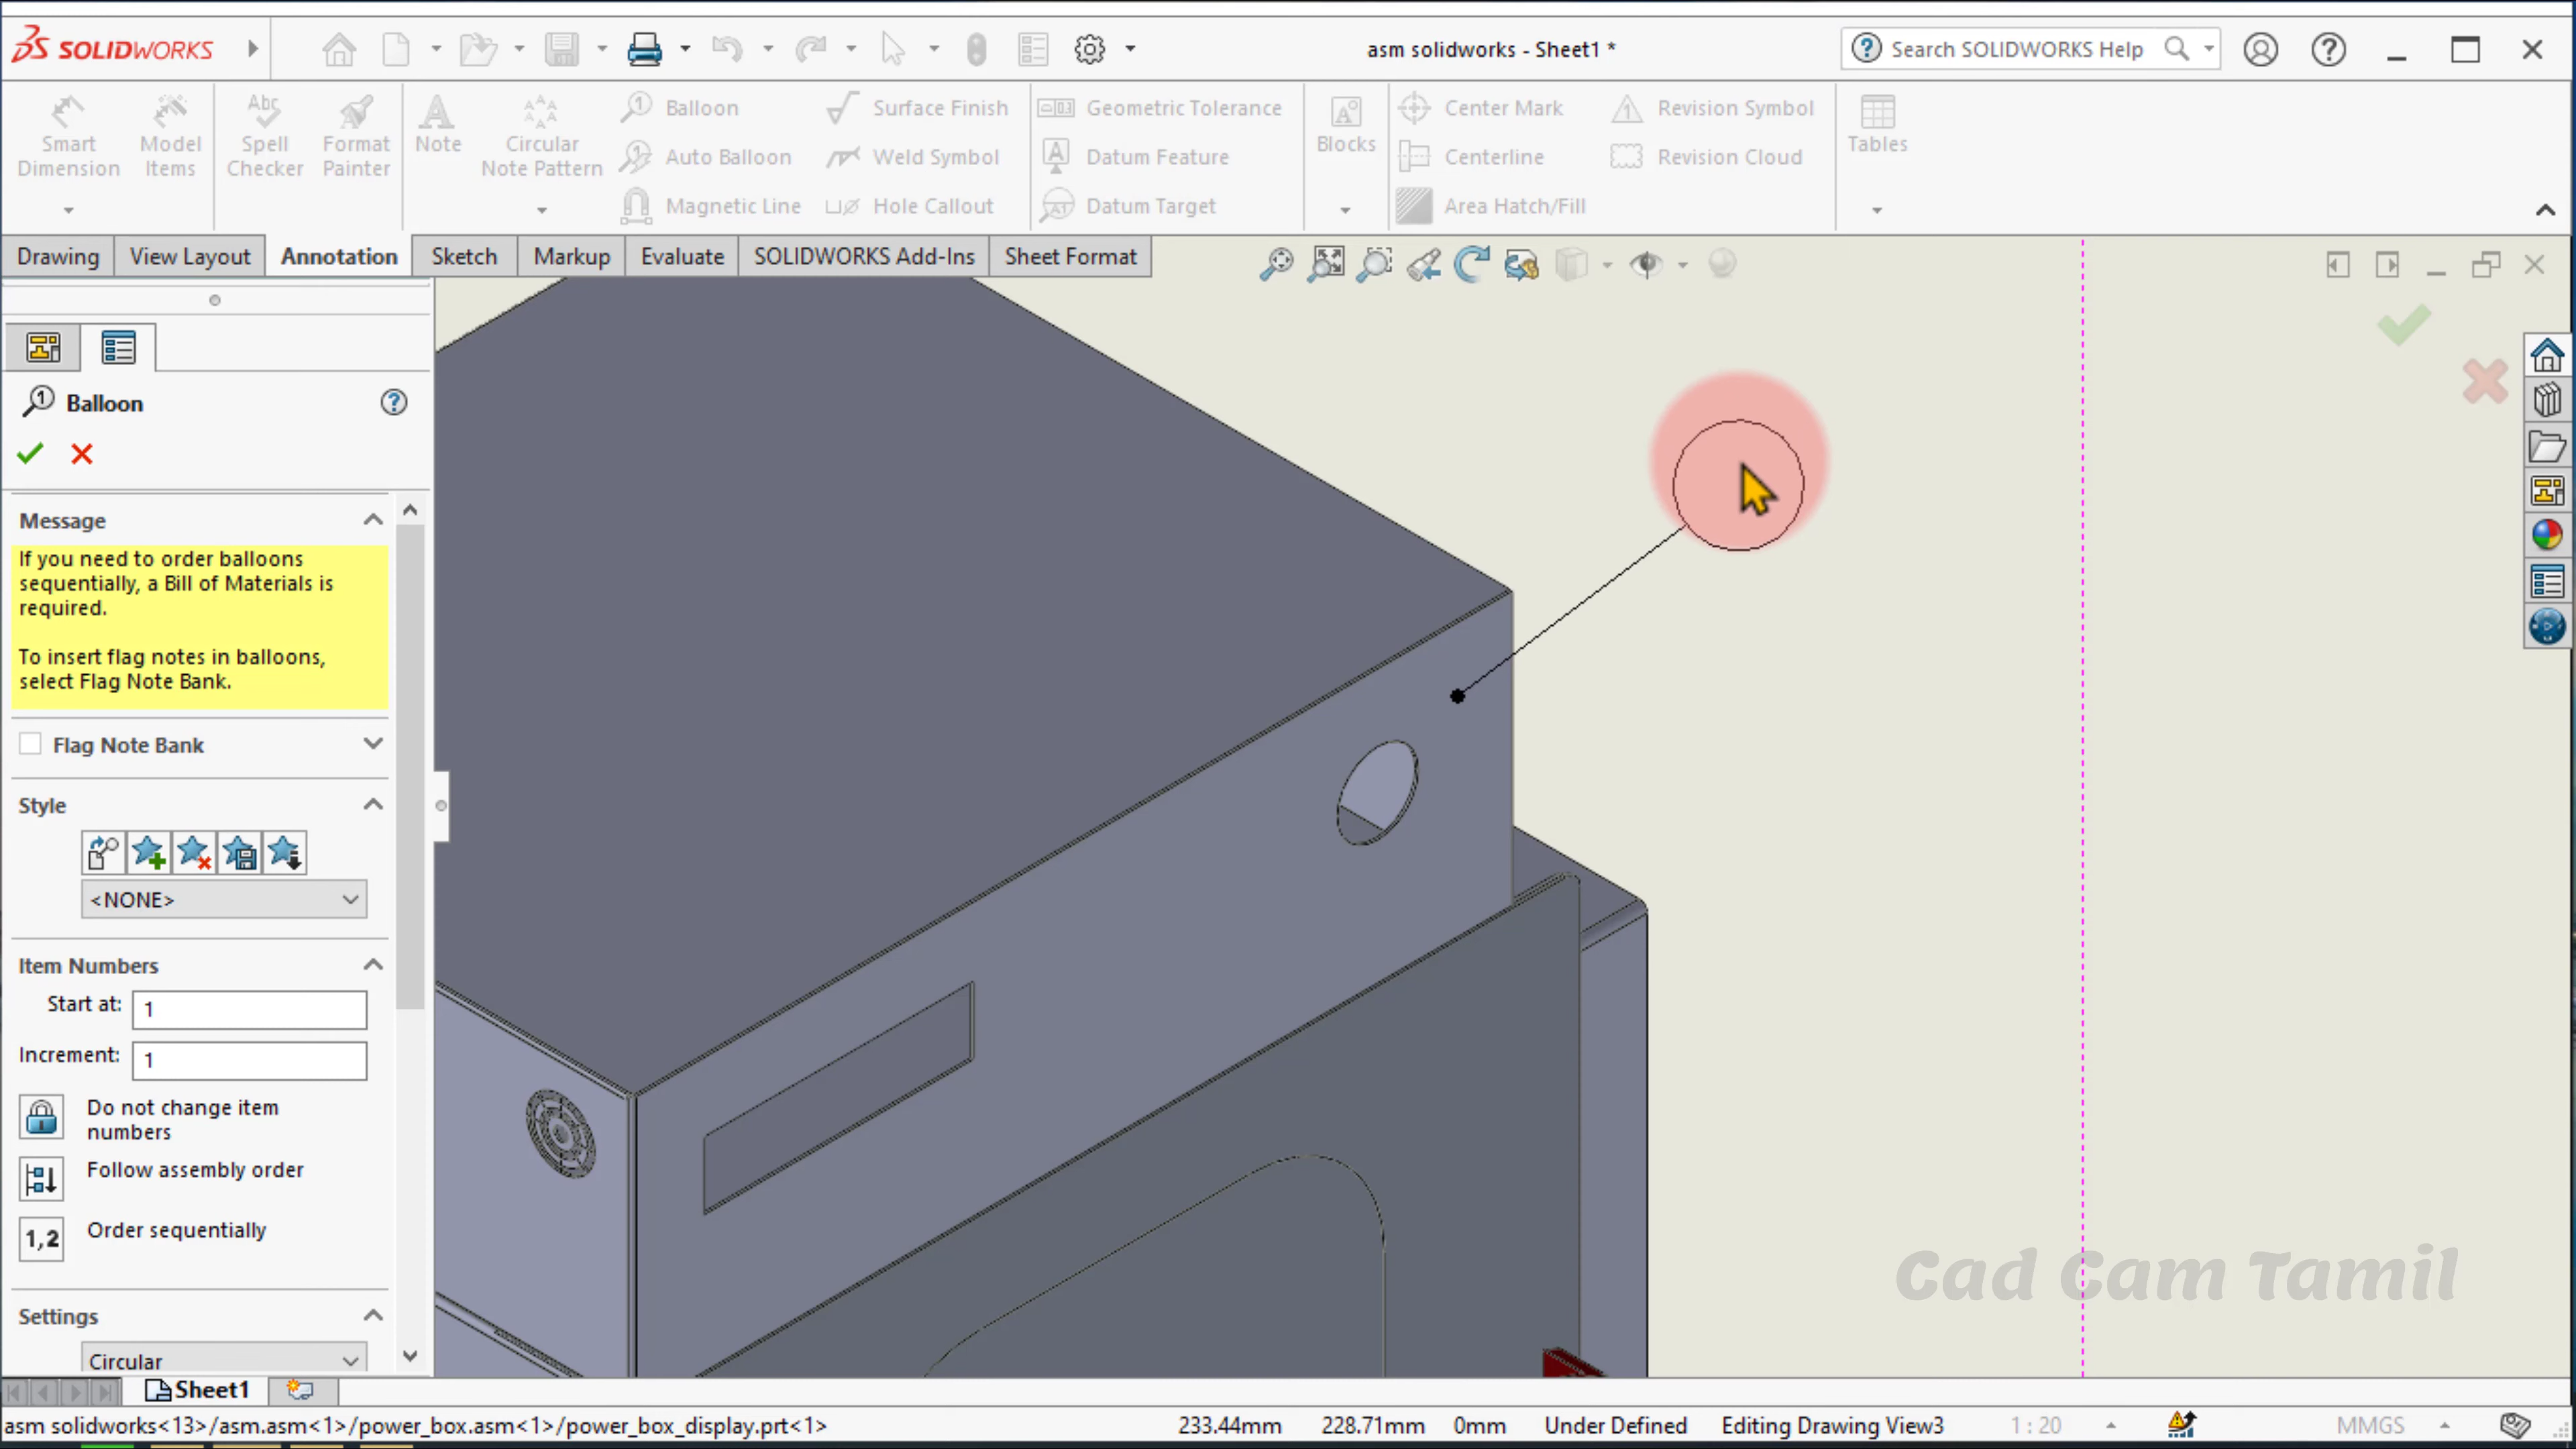 SOLIDWORKS
asm solidworks - Sheet1 *
Search SOLIDWORKS Help
Smart Dimension
Model Items
Spell Checker
Format Painter
Note
Circular Note Pattern
Balloon
Auto Balloon
Magnetic Line
Surface Finish
Weld Symbol
Hole Callout
Geometric Tolerance
Datum Feature
Datum Target
Blocks
Center Mark
Centerline
Area Hatch/Fill
Revision Symbol
Revision Cloud
Tables
Drawing
View Layout
Annotation
Sketch
Markup
Evaluate
SOLIDWORKS Add-Ins
Sheet Format
Balloon
Message
If you need to order balloons
sequentially, a Bill of Materials is
required.
To insert flag notes in balloons,
select Flag Note Bank.
Flag Note Bank
Style
<NONE>
Item Numbers
Start at: 1
Increment: 1
Do not change item
numbers
Follow assembly order
1,2 Order sequentially
Settings
Circular
Cad Cam Tamil
Sheet1
asm solidworks<13>/asm.asm<1>/power_box.asm<1>/power_box_display.prt<1>
233.44mm 228.71mm 0mm Under Defined Editing Drawing View3 1 : 20 MMGS